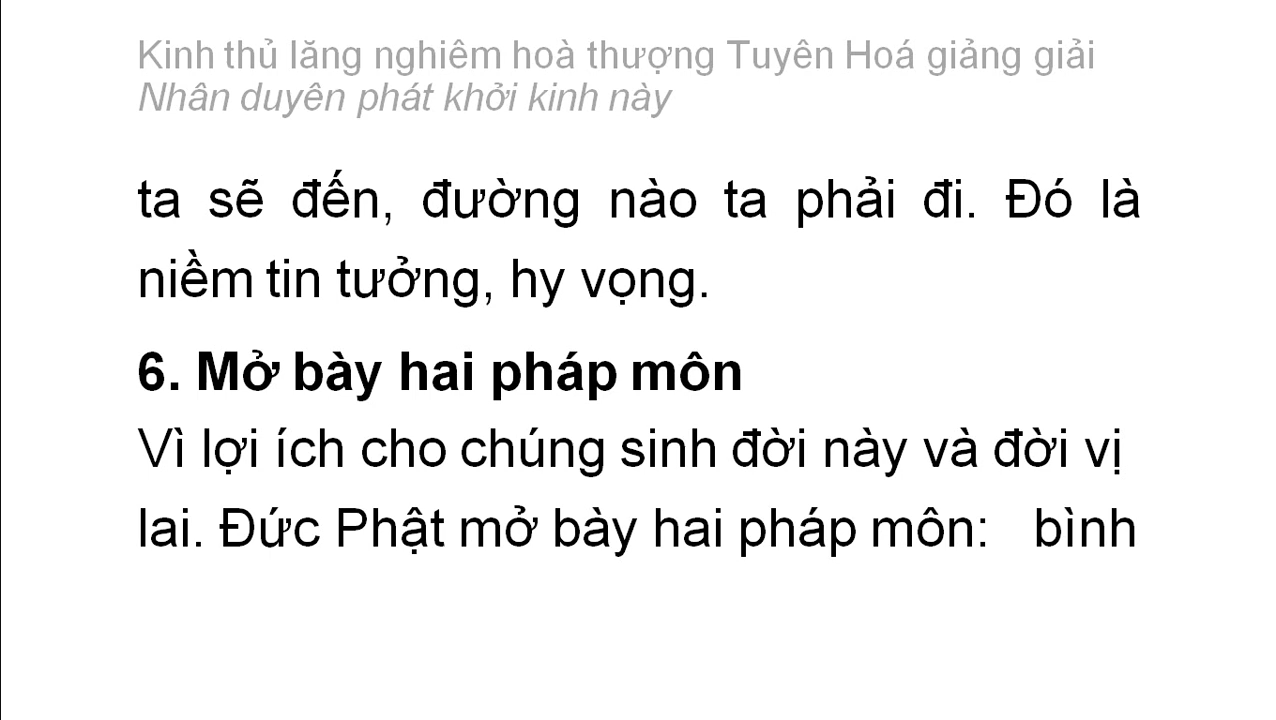 Kinh thủ lăng nghiêm hoà thượng Tuyên Hoá giảng giải
Nhân duyên phát khởi kinh này
ta sẽ đến, đường nào ta phải đi. Đó là
niềm tin tưởng, hy vọng.
6. Mở bày hai pháp môn
Vì lợi ích cho chúng sinh đời này và đời vị
lai. Đức Phật mở bày hai pháp môn: bình